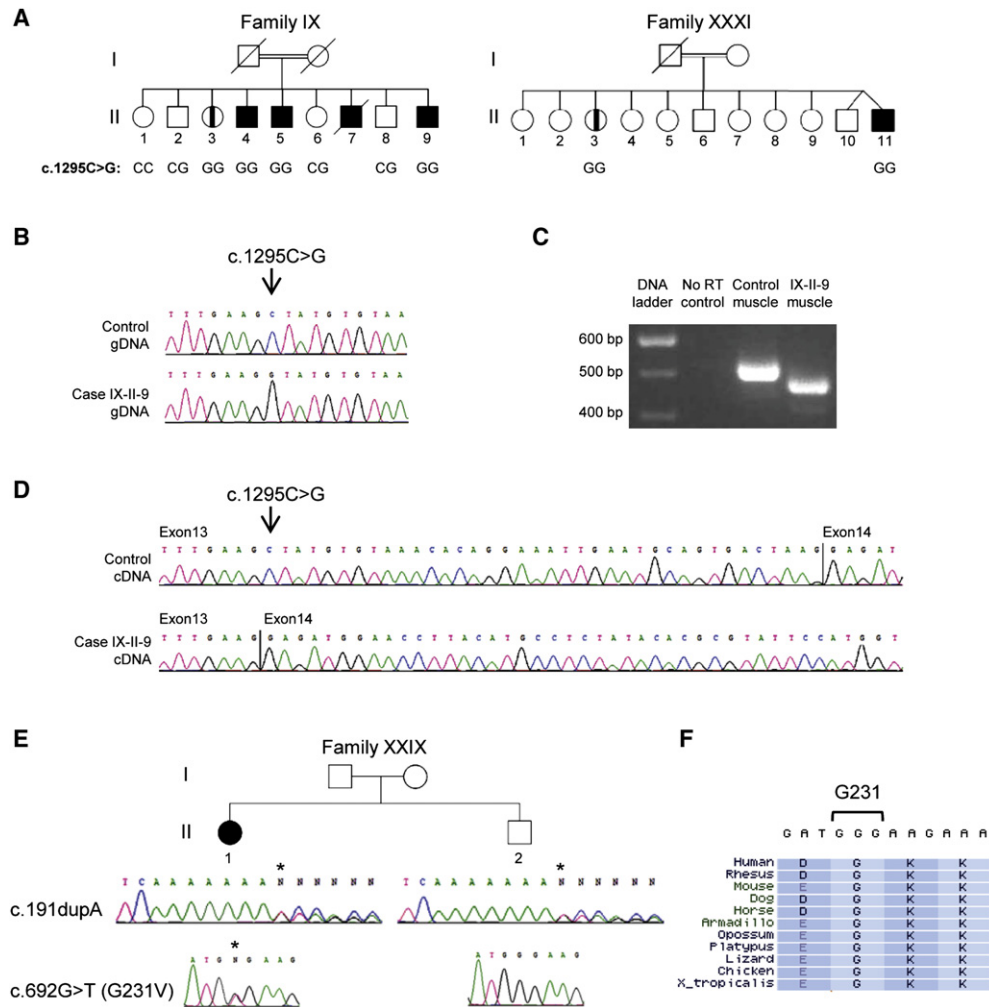 A
Family IX
Family XXXI
I
II
1 2 3 4 5 6 7 8 9
1 2 3 4 5 6 7 8 9 10 11
c.1295C>G: CC CG GG GG GG CG CG GG
GG GG
B
c.1295C>G
T T T G A A G C T A T G T G T A A
Control
gDNA
T T T G A A G G T A T G T G T A A
Case IX-II-9
gDNA
C
DNA
ladder
No RT
control
Control
muscle
IX-II-9
muscle
600 bp
500 bp
400 bp
D
c.1295C>G
Exon13
Exon14
T T T G A A G C T A T G T G T A A A C A C A G G A A A T T G A A T G C A G T G A C T A A G G A G A T
Control
cDNA
Exon13 Exon14
T T T G A A G G A G A T G G A A C C T T A C A T G C C T C T A T A C A C G C G T A T T C C A T G G T
Case IX-II-9
cDNA
E
Family XXIX
I
II
1
2
* *
T C A A A A A A A N N N N N N
T C A A A A A A A N N N N N N
c.191dupA
*
A T G N G A A G
A T G G G A A G
c.692G>T (G231V)
F
G231
G A T G G G A A G A A A
Human D G K K
Rhesus D G K K
Mouse E G K K
Dog D G K K
Horse D G K K
Armadillo E G K K
Opossum E G K K
Platypus E G K K
Lizard E G K K
Chicken E G K K
X_tropicalis E G K K